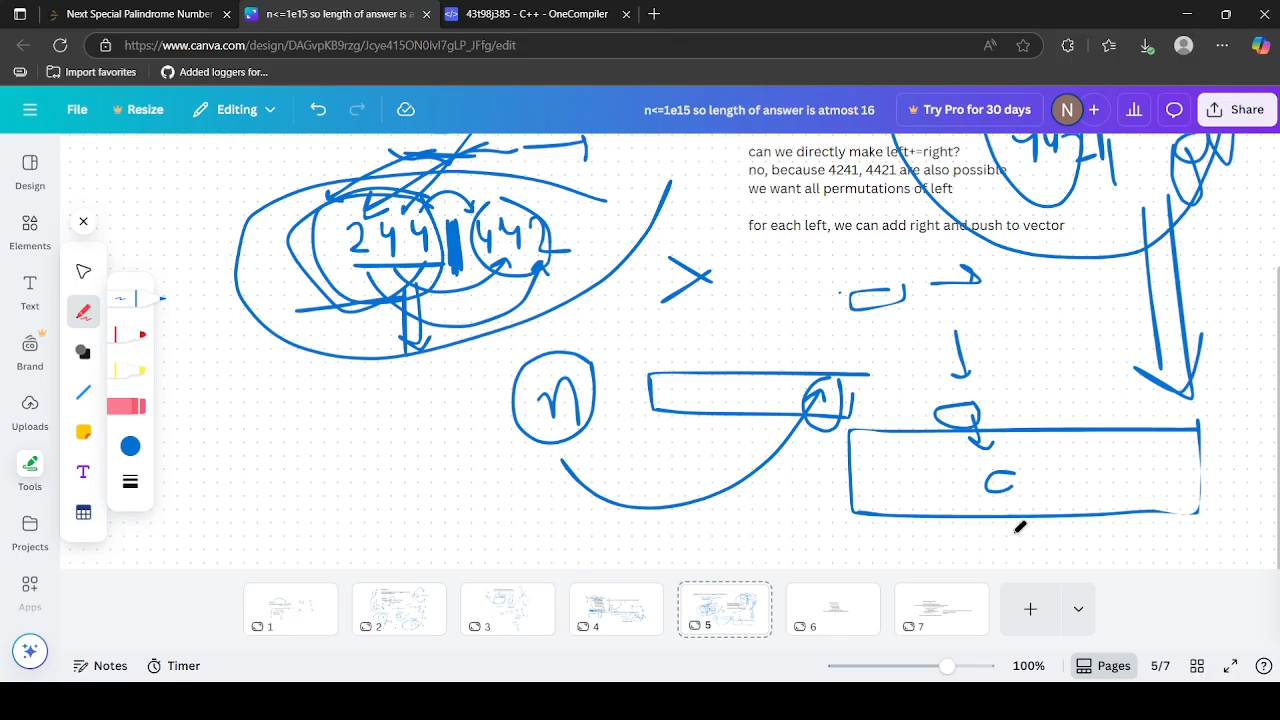 Next Special Palindrome Number
n<=1e15 so length of answer is a
43t98j385 - C++ - OneCompiler
https://www.canva.com/design/DAGvpKB9rzg/Jcye415ON0lvl7gLP_JFfg/edit
Import favorites
Added loggers for...
File
Resize
Editing
n<=1e15 so length of answer is atmost 16
N
Try Pro for 30 days
Share
Design
Elements
Text
Brand
Uploads
Tools
Projects
Apps
T
can we directly make left+=right?
no, because 4241, 4421 are also possible
we want all permutations of left
for each left, we can add right and push to vector
244 442
n
1
2
3
4
5
6
7
Notes
Timer
100%
Pages
5/7